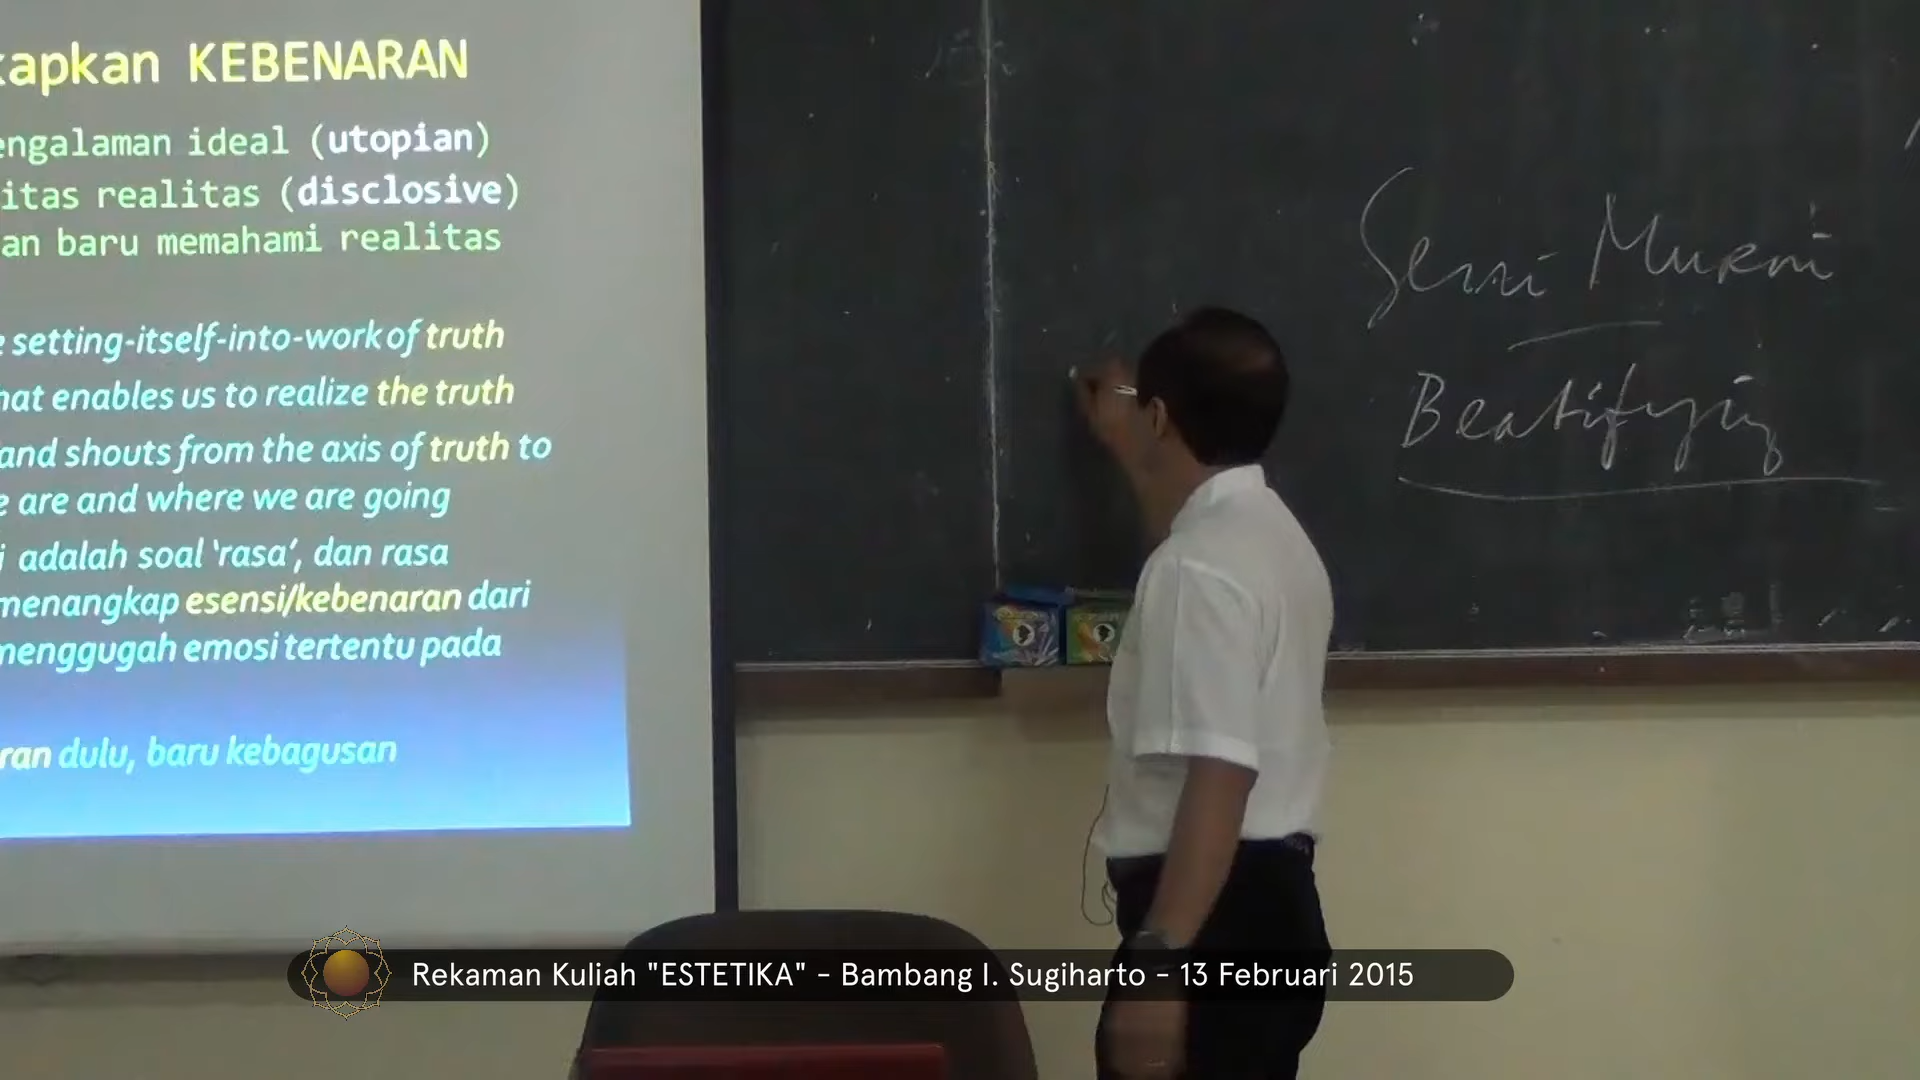 kapkan KEBENARAN
engalaman ideal (utopian)
itas realitas (disclosive)
an baru memahami realitas
e setting-itself-into-work of truth
hat enables us to realize the truth
and shouts from the axis of truth to
e are and where we are going
i adalah soal 'rasa', dan rasa
menangkap esensi/kebenaran dari
menggugah emosi tertentu pada
ran dulu, baru kebagusan
Seni Murni
Beatifying
Rekaman Kuliah "ESTETIKA" - Bambang I. Sugiharto - 13 Februari 2015